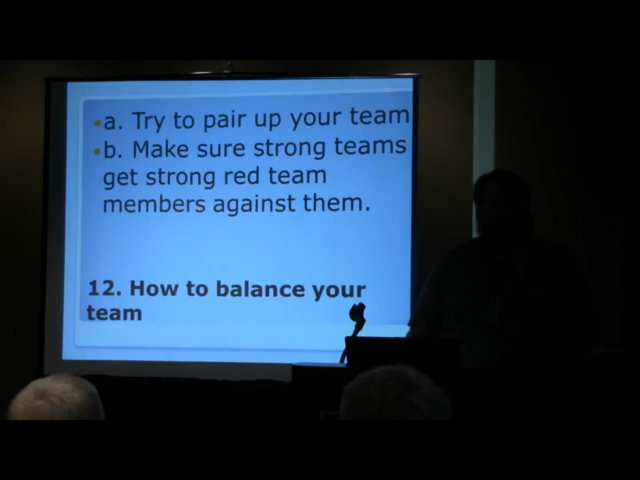 a. Try to pair up your team
b. Make sure strong teams
get strong red team
members against them.
12. How to balance your
team